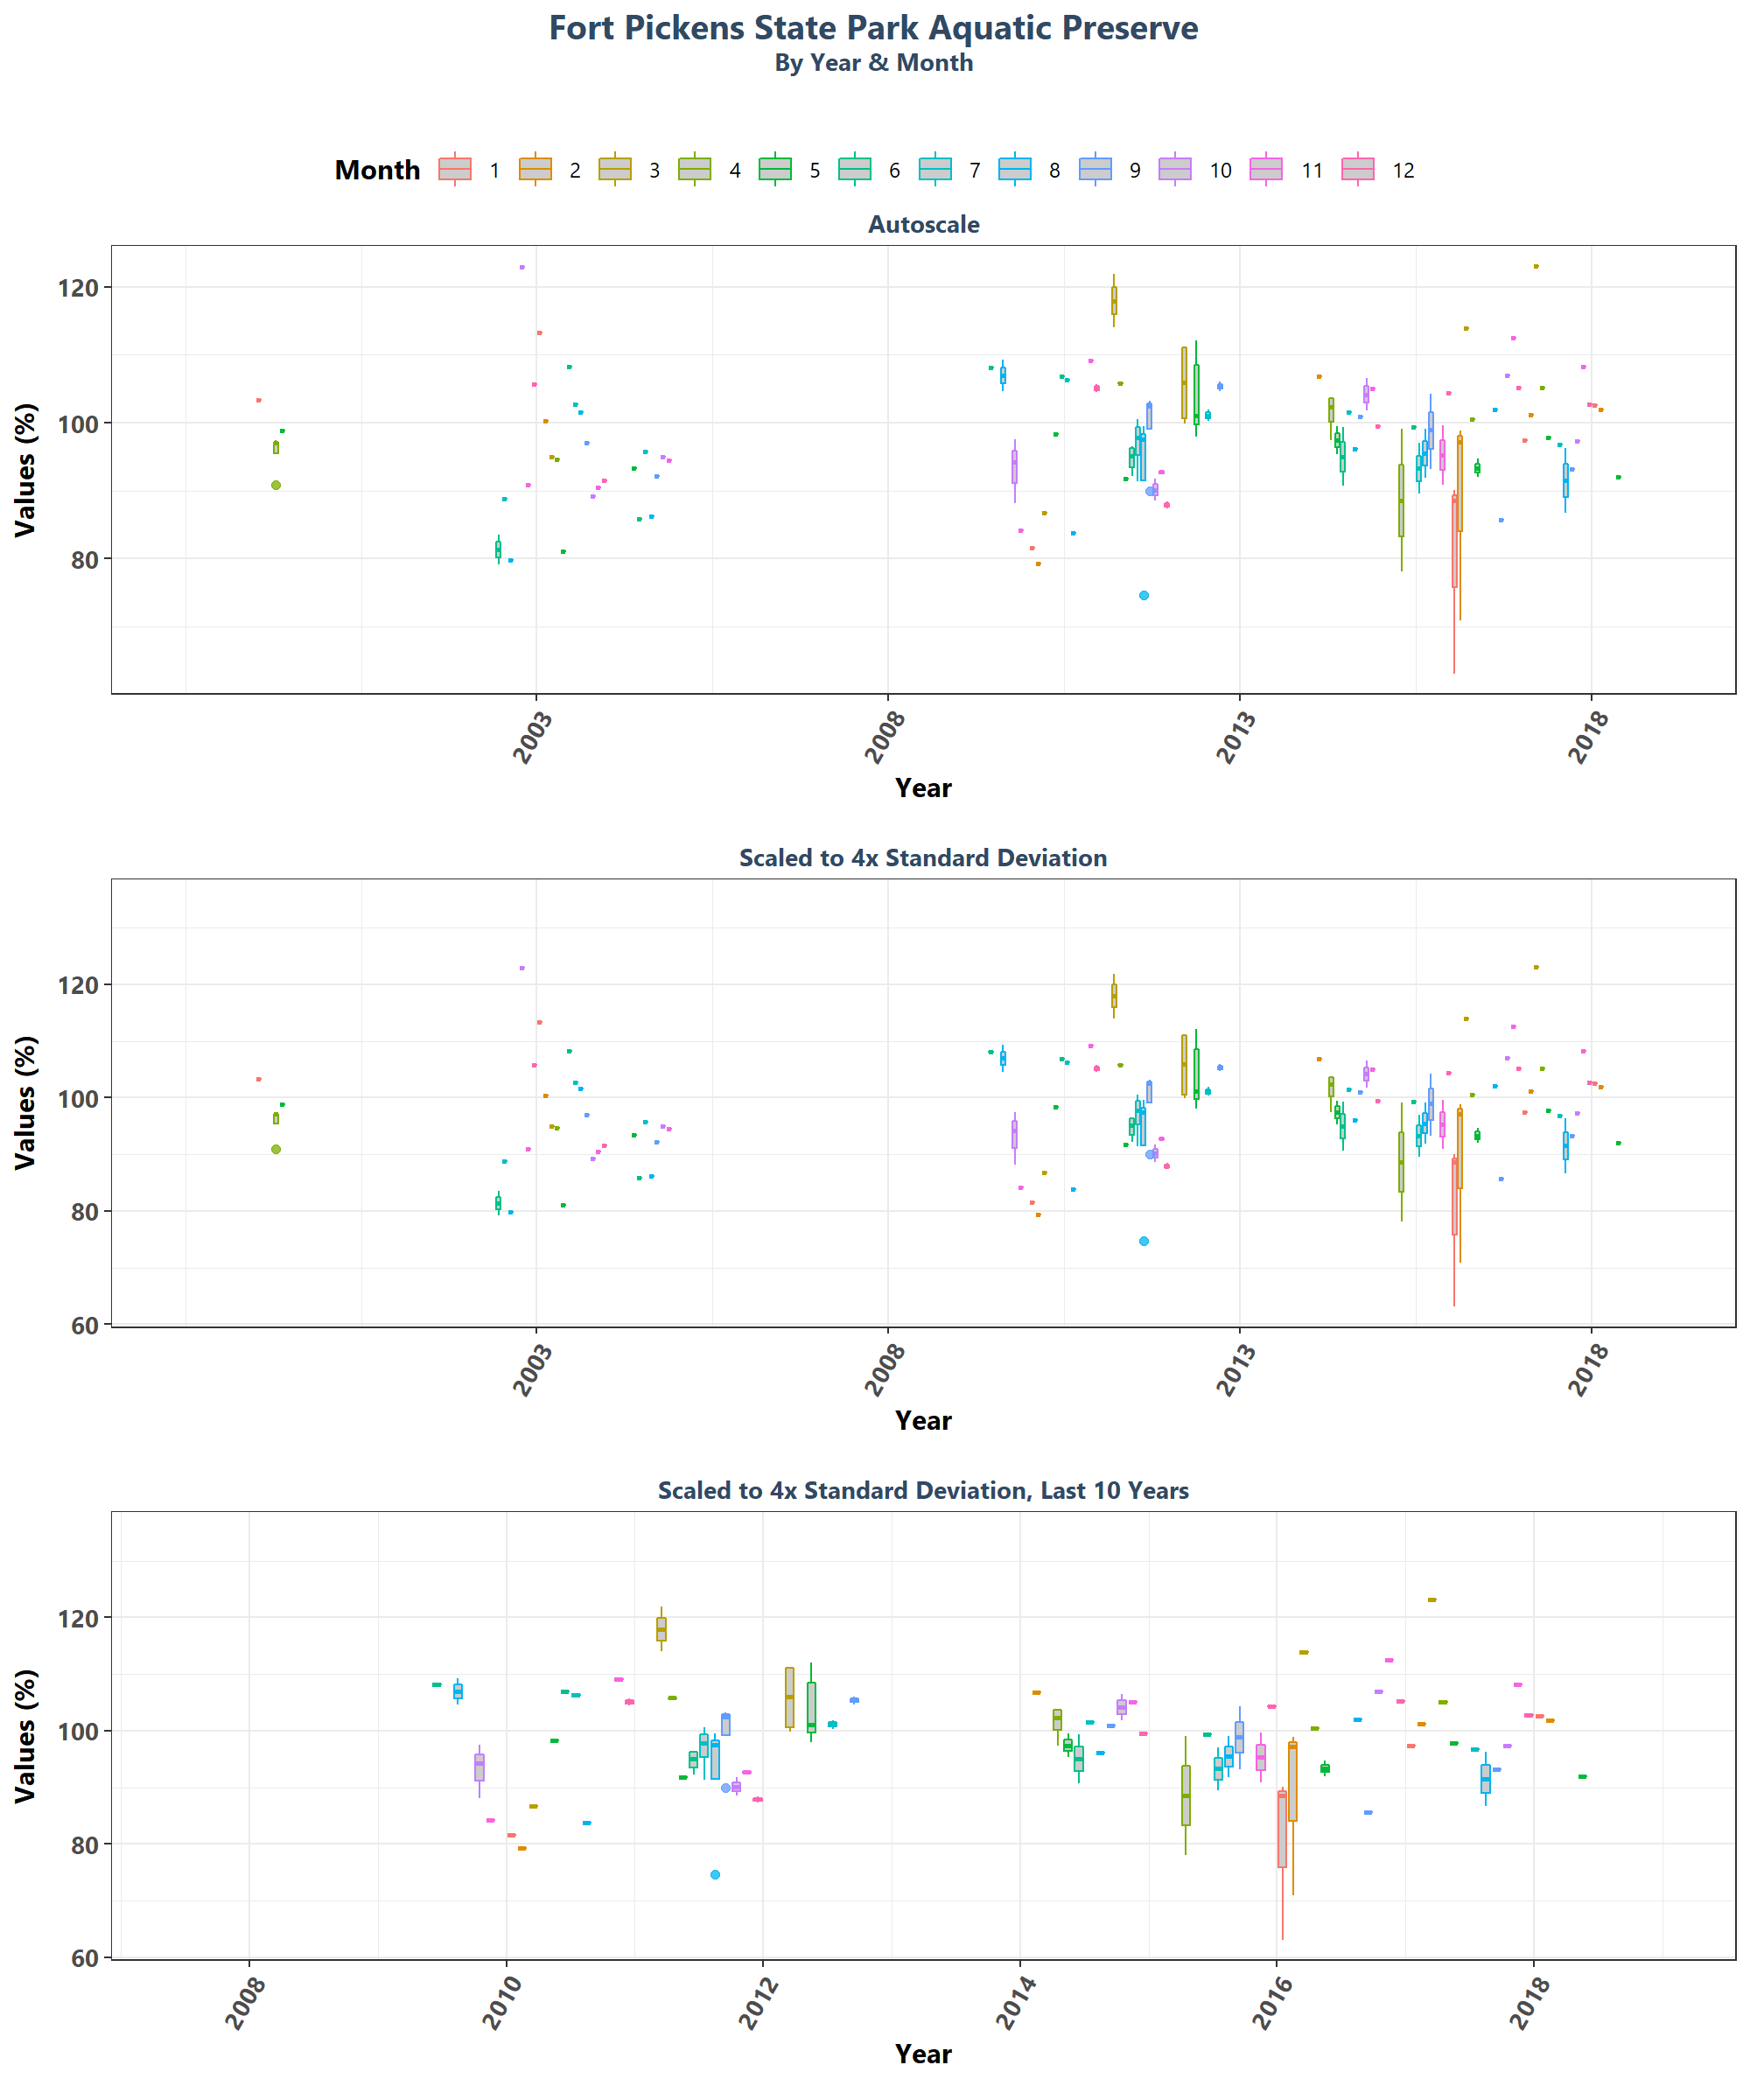 Fort Pickens State Park Aquatic Preserve
By Year & Month
Month 1 2 3 4 5 6 7 8 9 10 11 12
Autoscale
120
100
80
Values (%)
2003 2008 2013 2018
Year
Scaled to 4x Standard Deviation
120
100
80
60
Values (%)
2003 2008 2013 2018
Year
Scaled to 4x Standard Deviation, Last 10 Years
120
100
80
60
Values (%)
2008 2010 2012 2014 2016 2018
Year